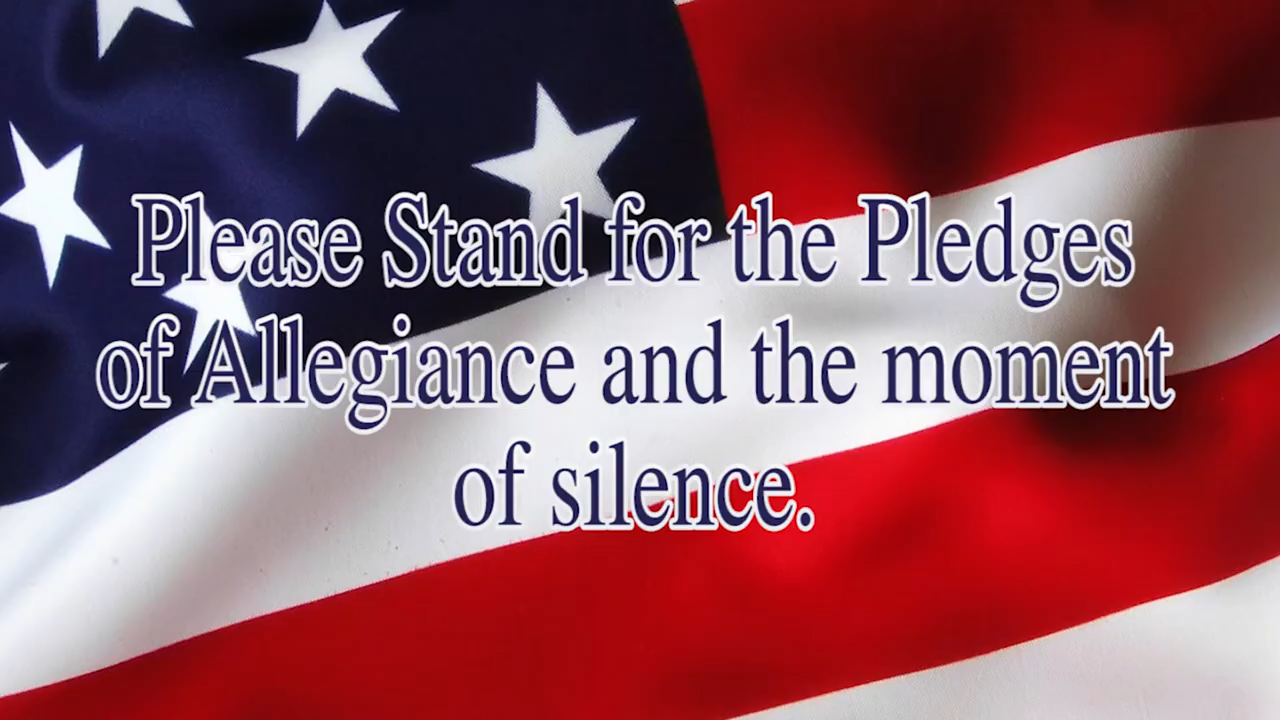 Please Stand for the Pledges
of Allegiance and the moment
of silence.